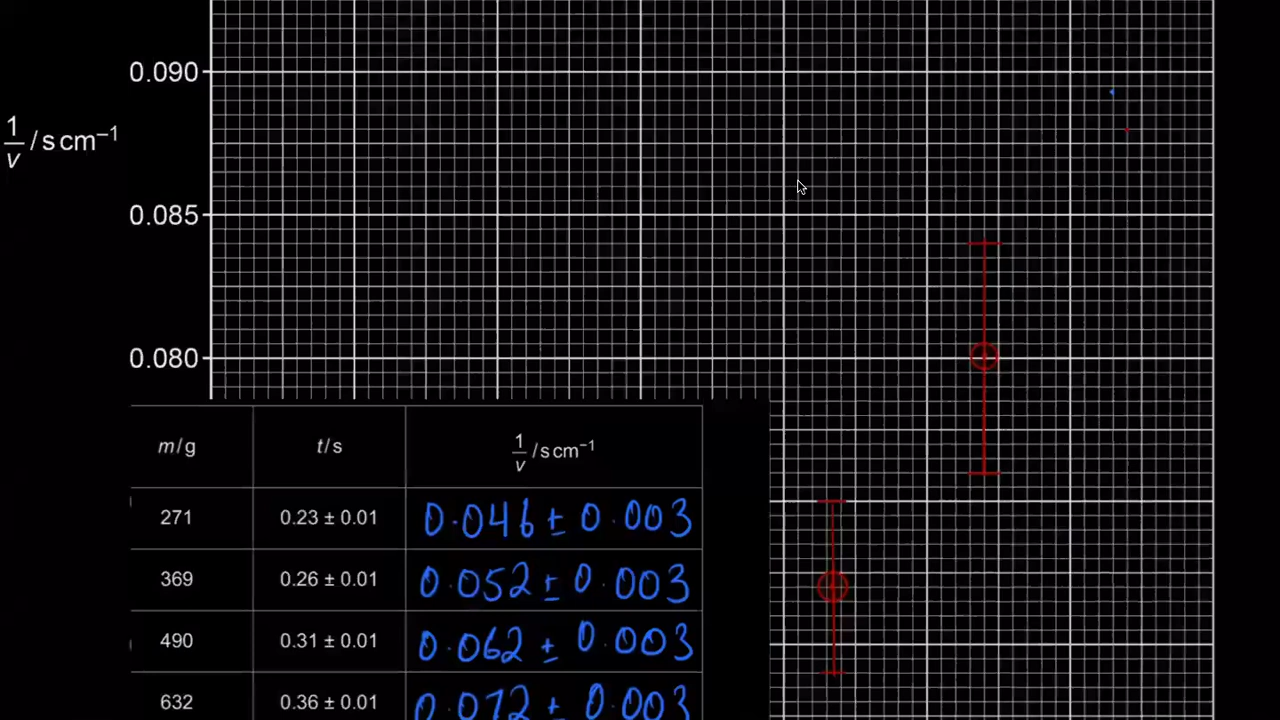 0.090
1/v / s cm⁻¹
0.085
0.080
m/g t/s 1/v / s cm⁻¹
271 0.23 ± 0.01 0.046 ± 0.003
369 0.26 ± 0.01 0.052 ± 0.003
490 0.31 ± 0.01 0.062 ± 0.003
632 0.36 ± 0.01 0.072 ± 0.003